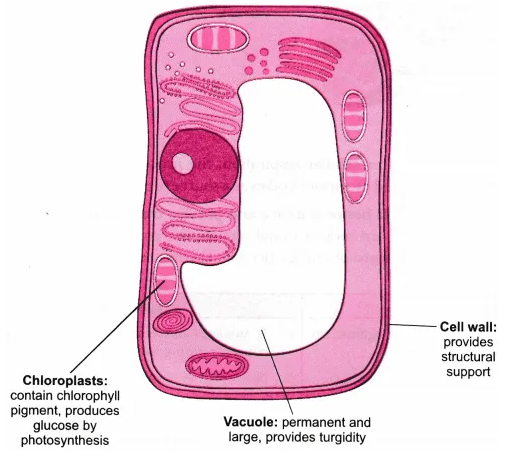 Cell wall:
provides
structural
support
Chloroplasts:
contain chlorophyll
pigment, produces
glucose by
photosynthesis
Vacuole: permanent and
large, provides turgidity